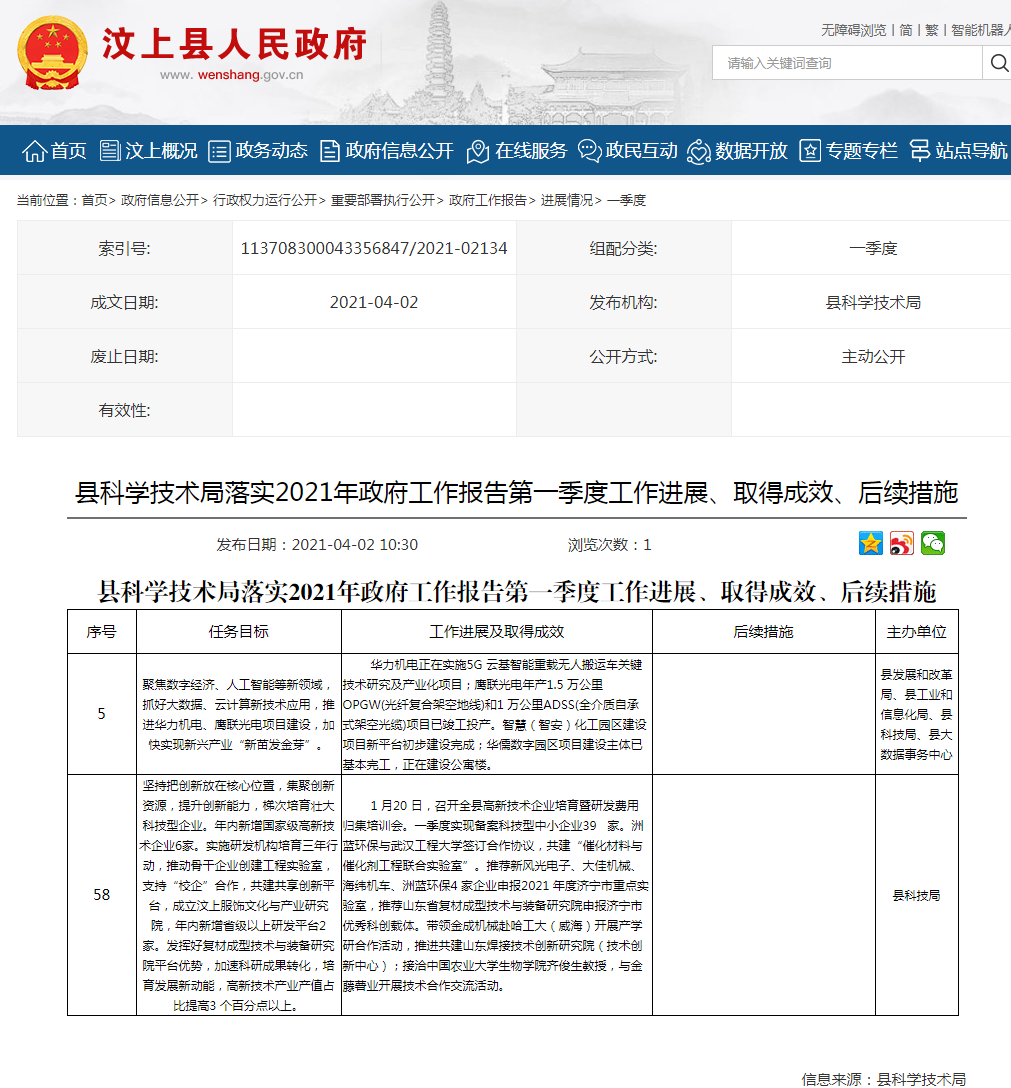 汶上县人民政府
www. wenshang.gov.cn
无障碍浏览 | 简 | 繁 | 智能机器人
请输入关键词查询
首页 汶上概况 政务动态 政府信息公开 在线服务 政民互动 数据开放 专题专栏 站点导航
当前位置：首页> 政府信息公开> 行政权力运行公开> 重要部署执行公开> 政府工作报告> 进展情况> 一季度
索引号: 113708300043356847/2021-02134 组配分类: 一季度
成文日期: 2021-04-02 发布机构: 县科学技术局
废止日期: 公开方式: 主动公开
有效性:
县科学技术局落实2021年政府工作报告第一季度工作进展、取得成效、后续措施
发布日期：2021-04-02 10:30 浏览次数：1
县科学技术局落实2021年政府工作报告第一季度工作进展、取得成效、后续措施
序号 任务目标 工作进展及取得成效 后续措施 主办单位
5
聚焦数字经济、人工智能等新领域，
抓好大数据、云计算新技术应用，推
进华力机电、鹰联光电项目建设，加
快实现新兴产业“新苗发金芽”。
华力机电正在实施5G 云基智能重载无人搬运车关键
技术研究及产业化项目；鹰联光电年产1.5 万公里
OPGW(光纤复合架空地线)和1 万公里ADSS(全介质自承
式架空光缆)项目已竣工投产。智慧（智安）化工园区建设
项目新平台初步建设完成；华儒数字园区项目建设主体已
基本完工，正在建设公寓楼。
县发展和改革
局、县工业和
信息化局、县
科技局、县大
数据事务中心
58
坚持把创新放在核心位置，集聚创新
资源，提升创新能力，梯次培育壮大
科技型企业。年内新增国家级高新技
术企业6家。实施研发机构培育三年行
动，推动骨干企业创建工程实验室，
支持“校企”合作，共建共享创新平
台，成立汶上服饰文化与产业研究
院，年内新增省级以上研发平台2
家。发挥好复材成型技术与装备研究
院平台优势，加速科研成果转化，培
育发展新动能，高新技术产业产值占
比提高3 个百分点以上。
1 月20 日，召开全县高新技术企业培育暨研发费用
归集培训会。一季度实现备案科技型中小企业39 家。洲
蓝环保与武汉工程大学签订合作协议，共建“催化材料与
催化剂工程联合实验室”。推荐新风光电子、大佳机械、
海纬机车、洲蓝环保4 家企业申报2021 年度济宁市重点实
验室，推荐山东省复材成型技术与装备研究院申报济宁市
优秀科创载体。带领金成机械赴哈工大（威海）开展产学
研合作活动，推进共建山东焊接技术创新研究院（技术创
新中心）；接洽中国农业大学生物学院齐俊生教授，与金
藤薯业开展技术合作交流活动。
县科技局
信息来源：县科学技术局